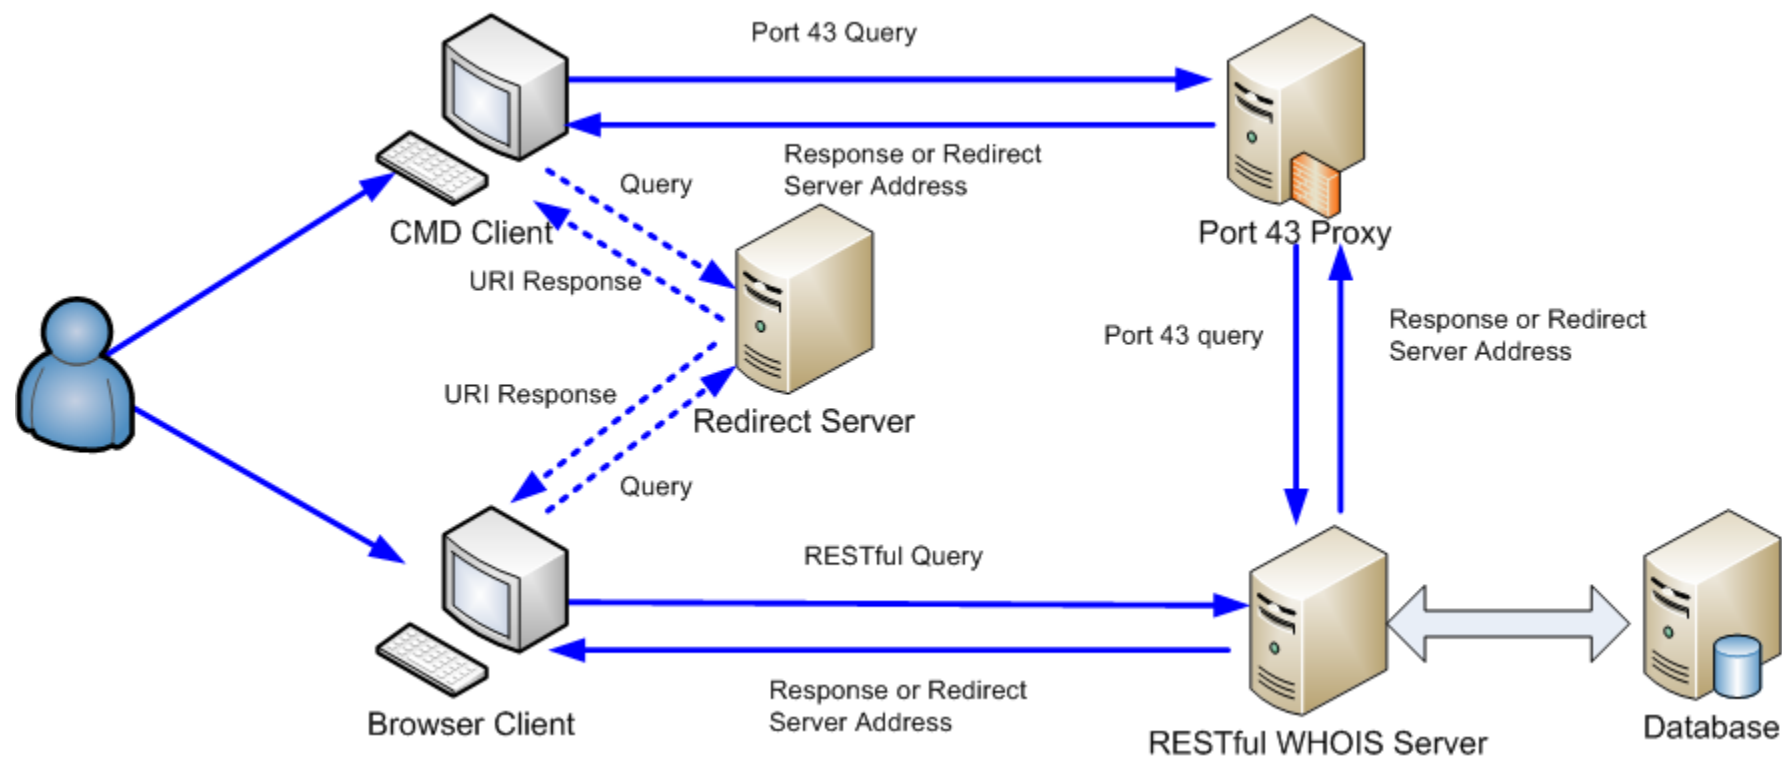 Port 43 Query
Response or Redirect
Server Address
Query
CMD Client
Port 43 Proxy
URI Response
Port 43 query
Response or Redirect
Server Address
URI Response
Redirect Server
Query
RESTful Query
Response or Redirect
Server Address
Browser Client
RESTful WHOIS Server
Database